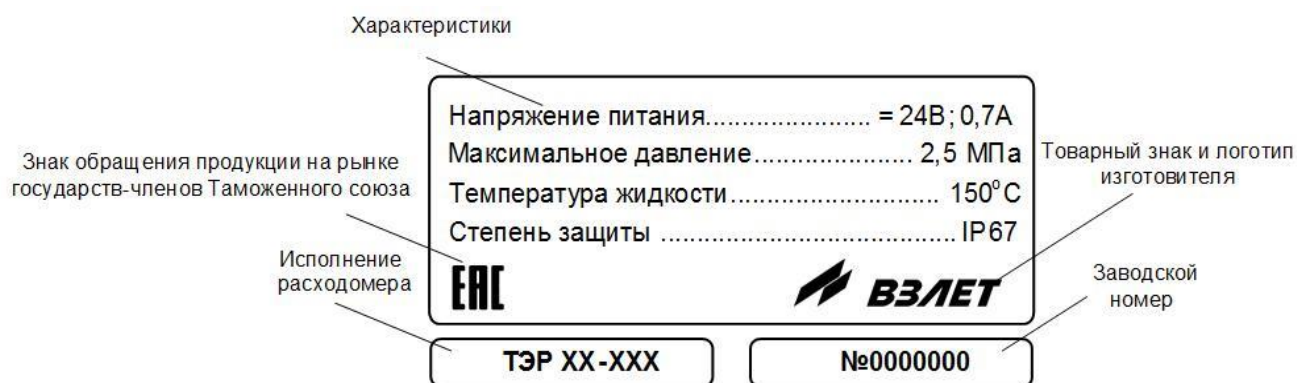 Характеристики
Напряжение питания....................... = 24В; 0,7А
Максимальное давление...................... 2,5 МПа
Температура жидкости............................. 150°С
Степень защиты ........................................ IP67
EAC
ВЗЛЕТ
Знак обращения продукции на рынке
государств-членов Таможенного союза
Товарный знак и логотип
изготовителя
Исполнение
расходомера
Заводской
номер
ТЭР ХХ-ХХХ
№0000000